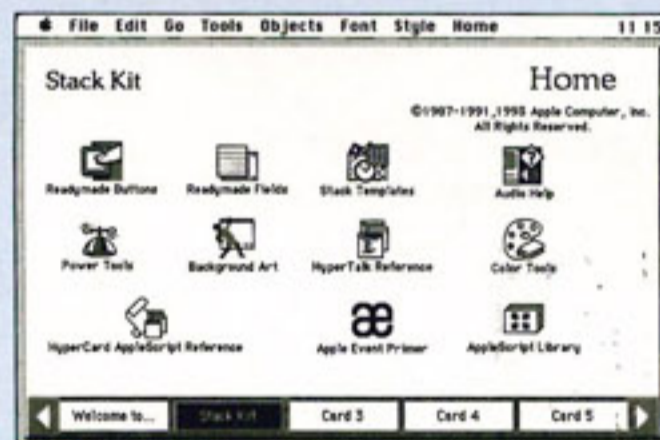 File Edit Go Tools Objects Font Style Home 11 15
Stack Kit
Home
©1987-1991, 1995 Apple Computer, Inc.
All Rights Reserved.
Readymade Buttons Readymade Fields Stack Templates Audio Help
Power Tools Background Art HyperTalk Reference Color Tools
HyperCard AppleScript Reference Apple Event Primer AppleScript Library
æ
Welcome to... Stack Kit Card 3 Card 4 Card 5